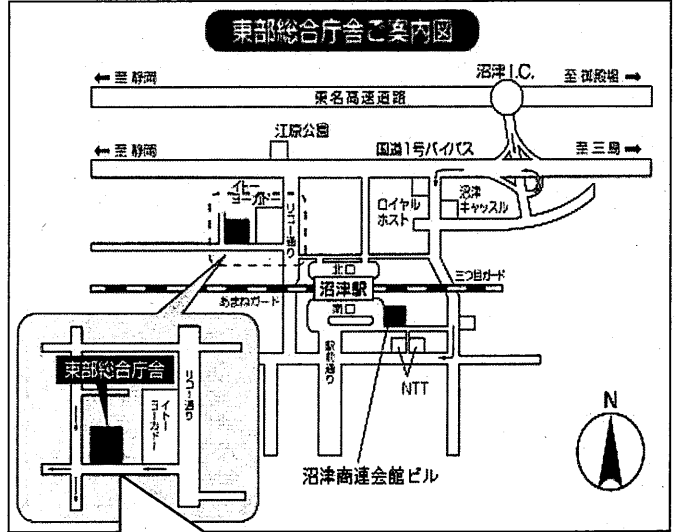 東部総合庁舎ご案内図
沼津I.C.
← 至 静岡
至 御殿場 →
東名高速道路
江原公園
← 至 静岡
国道1号バイパス
至 三島 →
イトー
ヨーカドー
リコー通り
ロイヤル
ホスト
沼津
キャッスル
北口
沼津駅
三つ目ガード
あまねガード
南口
駅前通り
NTT
東部総合庁舎
リコー通り
イトー
ヨーカドー
沼津商連会館ビル
N